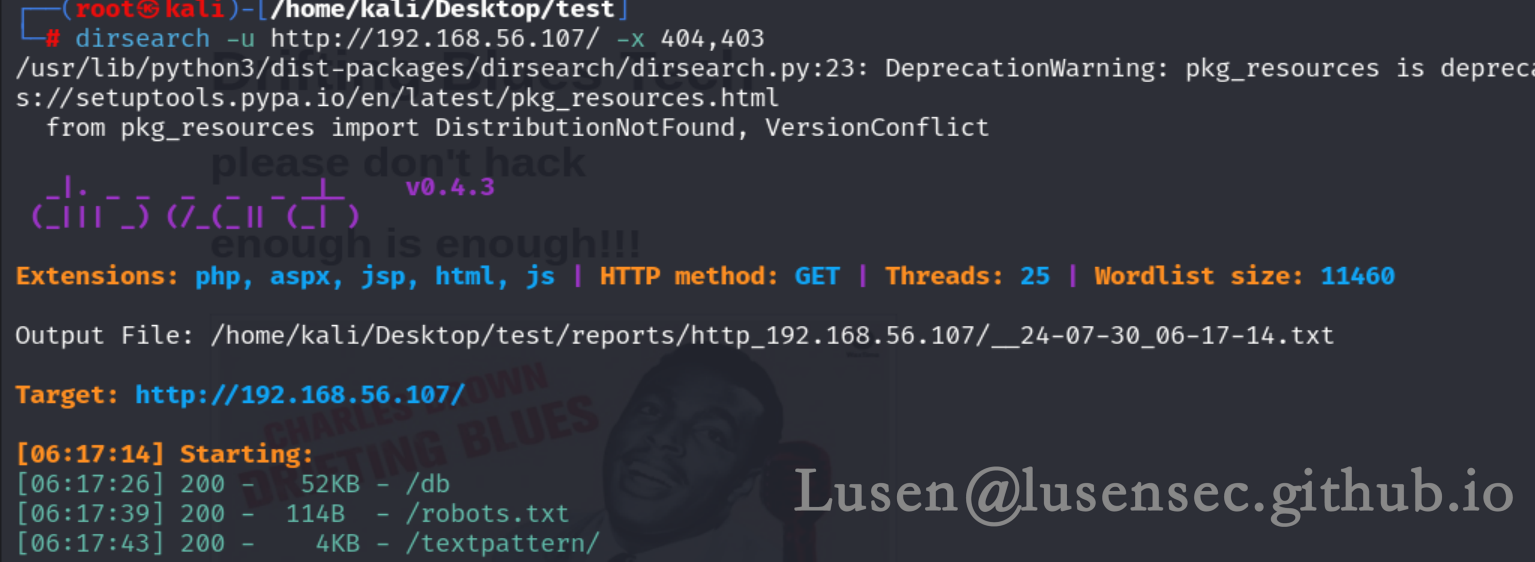 ┌──(root㉿kali)-[/home/kali/Desktop/test]
└─# dirsearch -u http://192.168.56.107/ -x 404,403
/usr/lib/python3/dist-packages/dirsearch/dirsearch.py:23: DeprecationWarning: pkg_resources is
s://setuptools.pypa.io/en/latest/pkg_resources.html
from pkg_resources import DistributionNotFound, VersionConflict
Drifting Blues Tech
please don't hack
v0.4.3
enough is enough!!!
Extensions: php, aspx, jsp, html, js | HTTP method: GET | Threads: 25 | Wordlist size: 11460
Output File: /home/kali/Desktop/test/reports/http_192.168.56.107/__24-07-30_06-17-14.txt
Target: http://192.168.56.107/
CHARLES BROWN
DRIFTING BLUES
[06:17:14] Starting:
[06:17:26] 200 -   52KB - /db
[06:17:39] 200 -  114B  - /robots.txt
[06:17:43] 200 -    4KB - /textpattern/
Lusen@lusensec.github.io